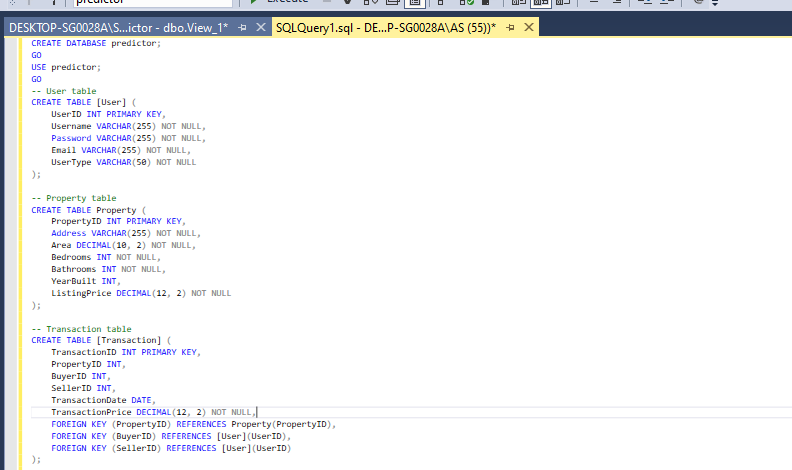 predictor
Execute
DESKTOP-SG0028A\S...ictor - dbo.View_1*
SQLQuery1.sql - DE...P-SG0028A\AS (55))*
CREATE DATABASE predictor;
GO
USE predictor;
GO
-- User table
CREATE TABLE [User] (
    UserID INT PRIMARY KEY,
    Username VARCHAR(255) NOT NULL,
    Password VARCHAR(255) NOT NULL,
    Email VARCHAR(255) NOT NULL,
    UserType VARCHAR(50) NOT NULL
);
-- Property table
CREATE TABLE Property (
    PropertyID INT PRIMARY KEY,
    Address VARCHAR(255) NOT NULL,
    Area DECIMAL(10, 2) NOT NULL,
    Bedrooms INT NOT NULL,
    Bathrooms INT NOT NULL,
    YearBuilt INT,
    ListingPrice DECIMAL(12, 2) NOT NULL
);
-- Transaction table
CREATE TABLE [Transaction] (
    TransactionID INT PRIMARY KEY,
    PropertyID INT,
    BuyerID INT,
    SellerID INT,
    TransactionDate DATE,
    TransactionPrice DECIMAL(12, 2) NOT NULL,
    FOREIGN KEY (PropertyID) REFERENCES Property(PropertyID),
    FOREIGN KEY (BuyerID) REFERENCES [User](UserID),
    FOREIGN KEY (SellerID) REFERENCES [User](UserID)
);